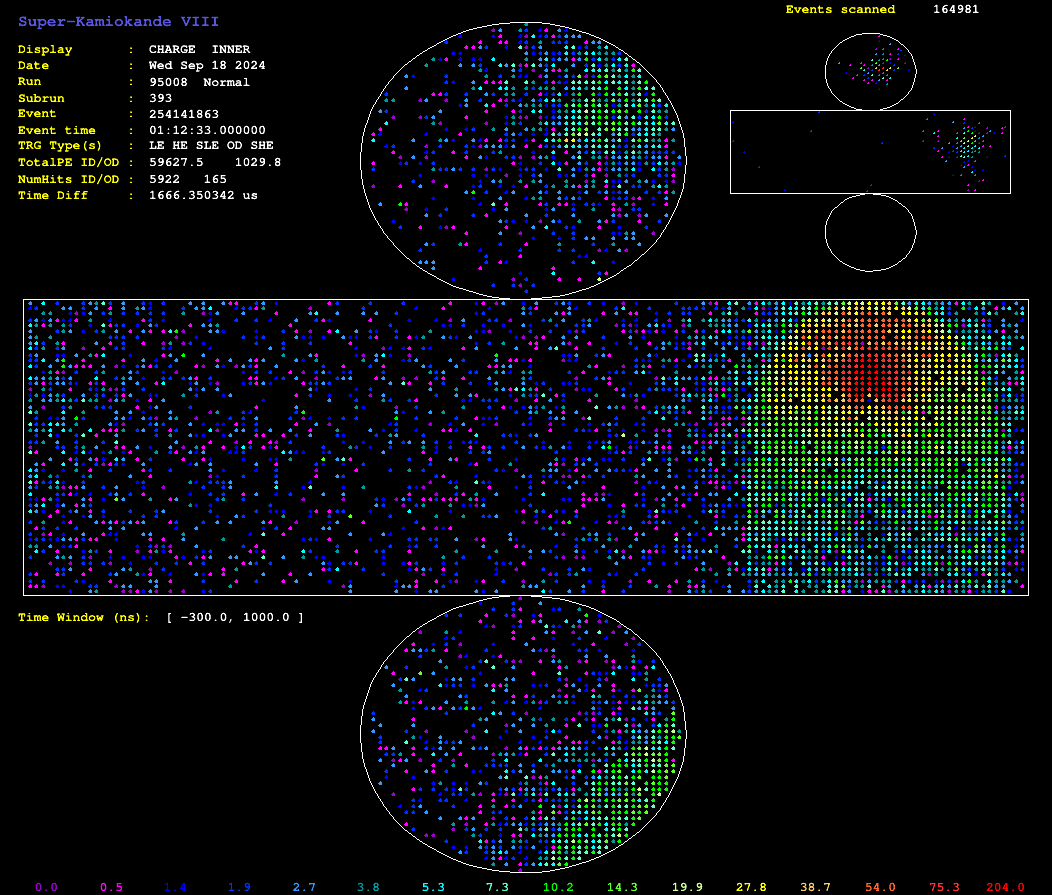 Super-Kamiokande VIII
Events scanned 164981
Display : CHARGE INNER
Date : Wed Sep 18 2024
Run : 95008 Normal
Subrun : 393
Event : 254141863
Event time : 01:12:33.000000
TRG Type(s) : LE HE SLE OD SHE
TotalPE ID/OD : 59627.5 1029.8
NumHits ID/OD : 5922 165
Time Diff : 1666.350342 us
Time Window (ns): [ -300.0, 1000.0 ]
0.0 0.5 1.4 1.9 2.7 3.8 5.3 7.3 10.2 14.3 19.9 27.8 38.7 54.0 75.3 204.0